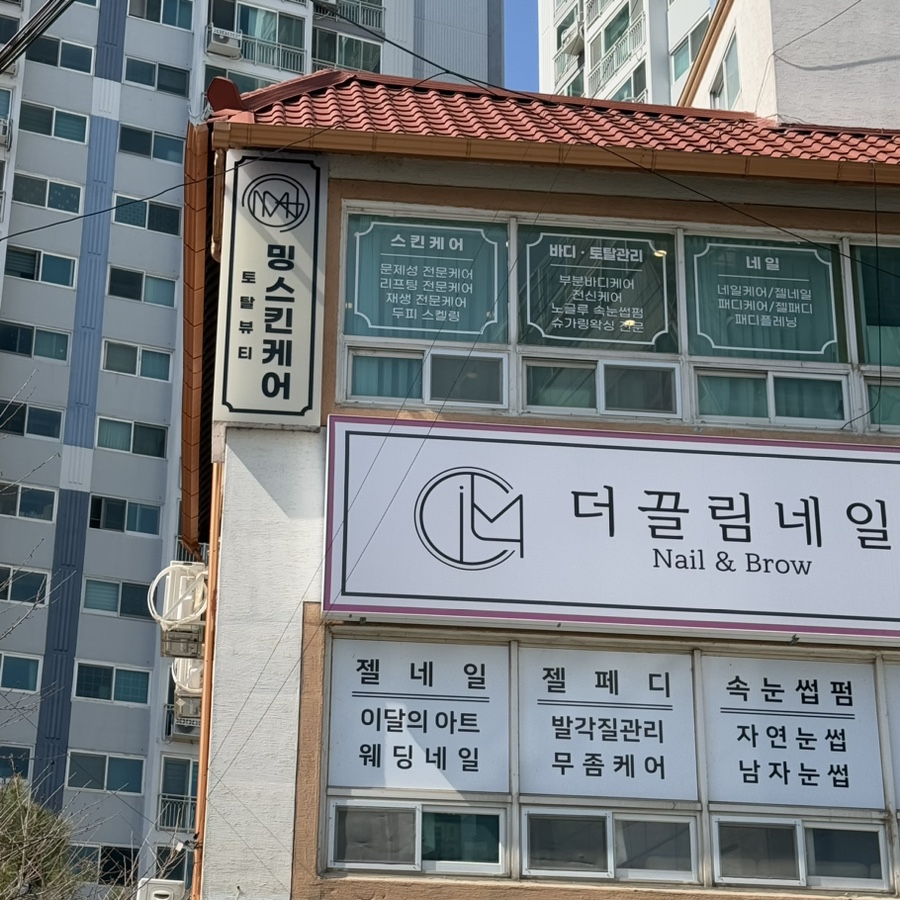 밍스킨케어
토탈뷰티
스킨케어
문제성 전문케어
리프팅 전문케어
재생 전문케어
두피 스켈링
바디·토탈관리
부분바디케어
전신케어
노글루 속눈썹펌
슈가링왁싱 전문
네일
네일케어/젤네일
패디케어/젤패디
패디플레닝
더끌림네일
Nail & Brow
젤네일
이달의아트
웨딩네일
젤페디
발각질관리
무좀케어
속눈썹펌
자연눈썹
남자눈썹